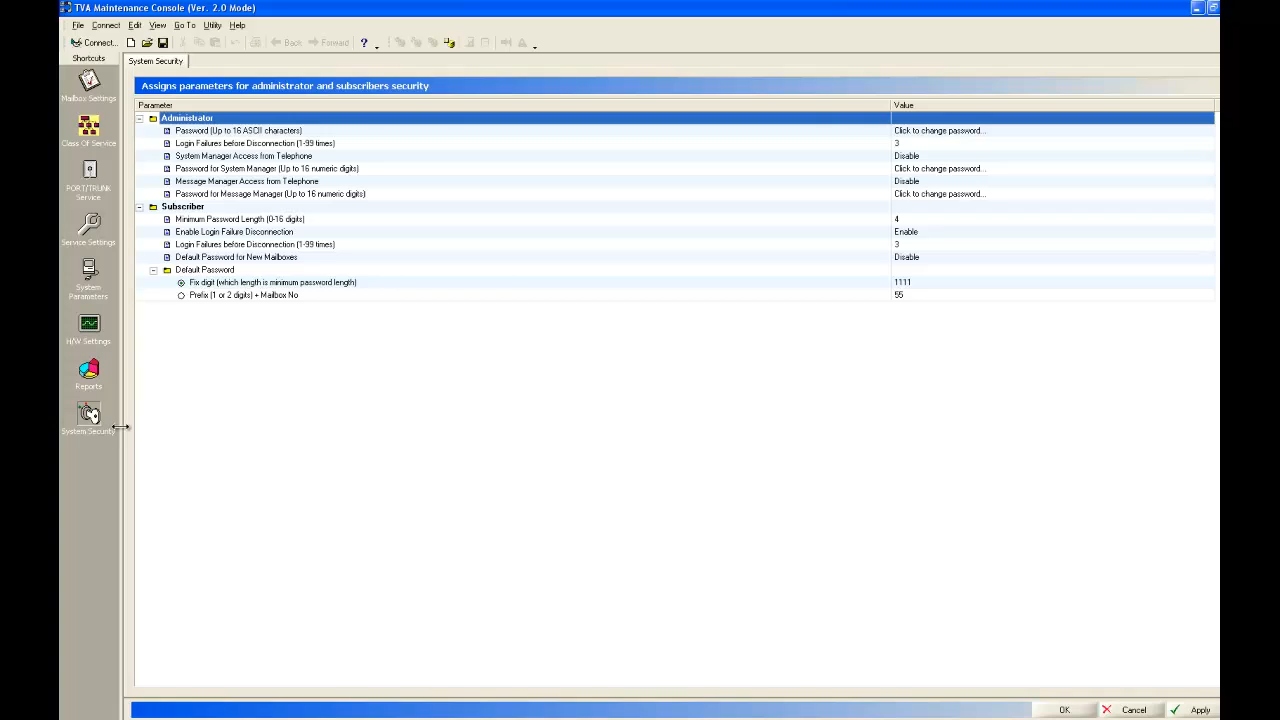 TVA Maintenance Console (Ver. 2.0 Mode)
File Connect Edit View Go To Utility Help
Connect... Back Forward
Shortcuts
Mailbox Settings
Class Of Service
PORT/TRUNK
Service
Service Settings
System
Parameters
H/W Settings
Reports
System Security
System Security
Assigns parameters for administrator and subscribers security
Parameter Value
Administrator
Password (Up to 16 ASCII characters) Click to change password...
Login Failures before Disconnection (1-99 times) 3
System Manager Access from Telephone Disable
Password for System Manager (Up to 16 numeric digits) Click to change password...
Message Manager Access from Telephone Disable
Password for Message Manager (Up to 16 numeric digits) Click to change password...
Subscriber
Minimum Password Length (0-16 digits) 4
Enable Login Failure Disconnection Enable
Login Failures before Disconnection (1-99 times) 3
Default Password for New Mailboxes Disable
Default Password
Fix digit (which length is minimum password length) 1111
Prefix (1 or 2 digits) + Mailbox No 55
OK Cancel Apply